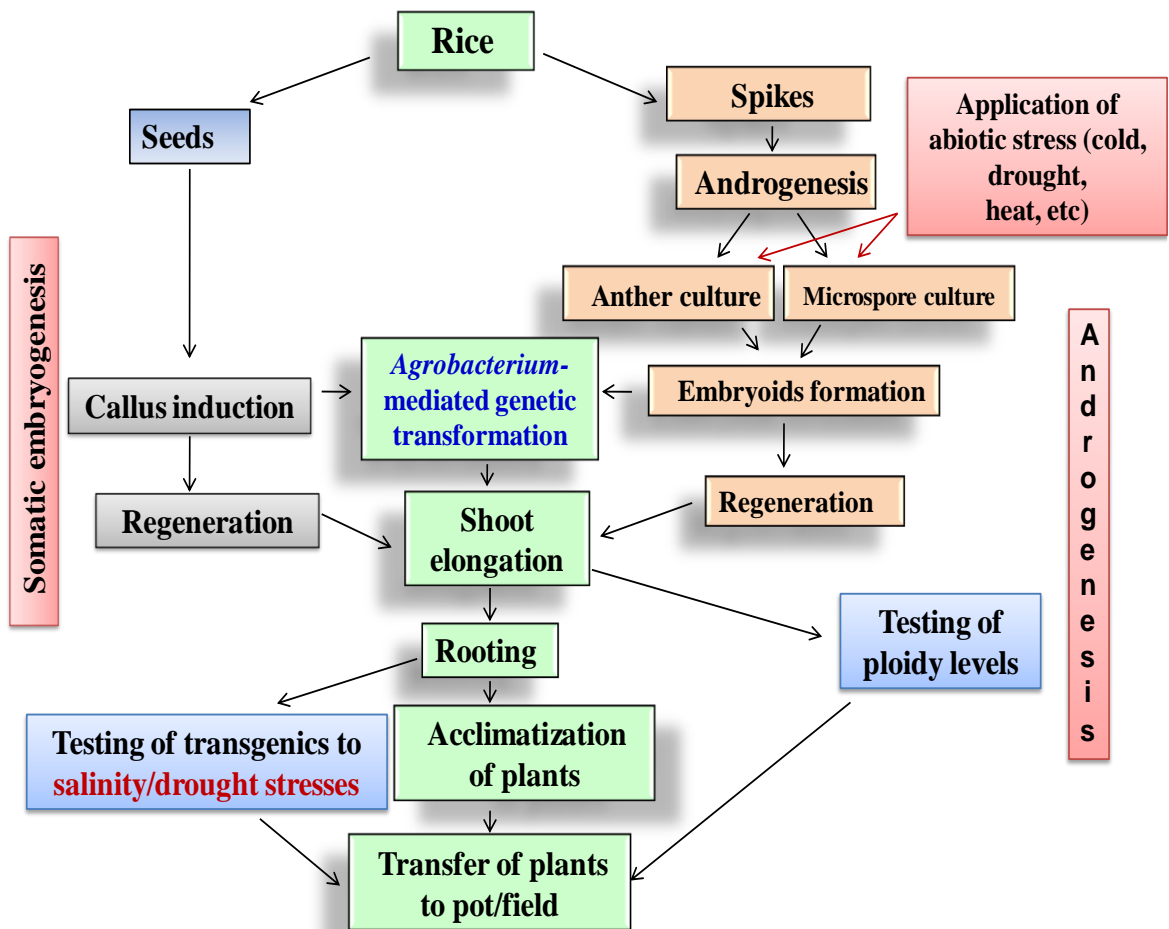 Rice
Spikes
Application of
abiotic stress (cold,
drought,
heat, etc)
Seeds
Androgenesis
Anther culture
Microspore culture
Somatic embryogenesis
Androgenesis
Agrobacterium-
mediated genetic
transformation
Callus induction
Embryoids formation
Regeneration
Shoot
elongation
Regeneration
Testing of
ploidy levels
Rooting
Testing of transgenics to
salinity/drought stresses
Acclimatization
of plants
Transfer of plants
to pot/field